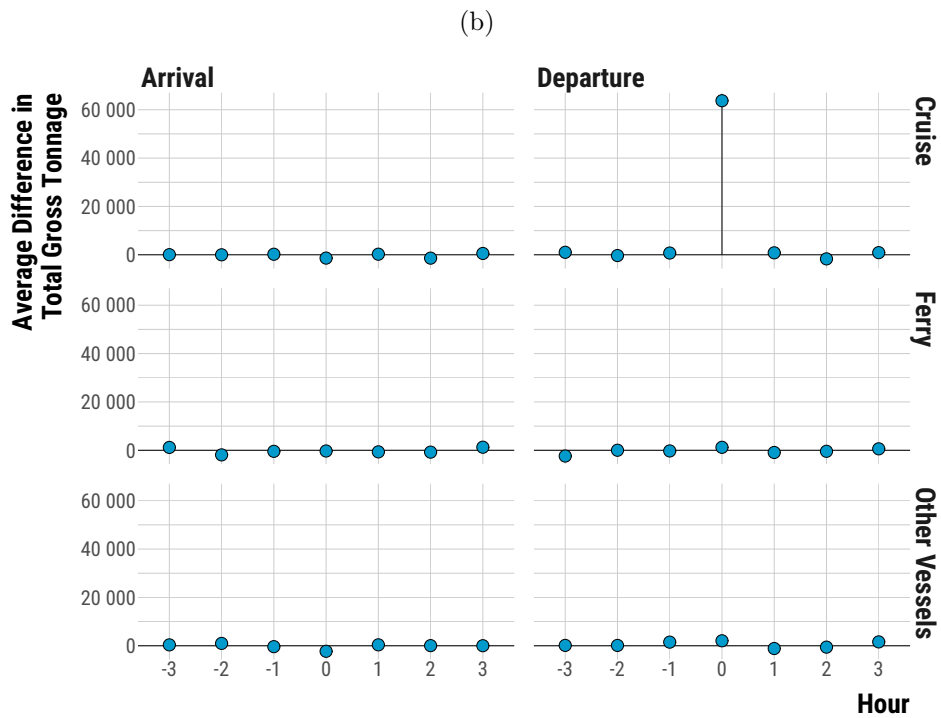 (b)
Arrival
Departure
Average Difference in
Total Gross Tonnage
60 000
40 000
20 000
0
Cruise
60 000
40 000
20 000
0
Ferry
60 000
40 000
20 000
0
Other Vessels
-3 -2 -1 0 1 2 3
-3 -2 -1 0 1 2 3
Hour